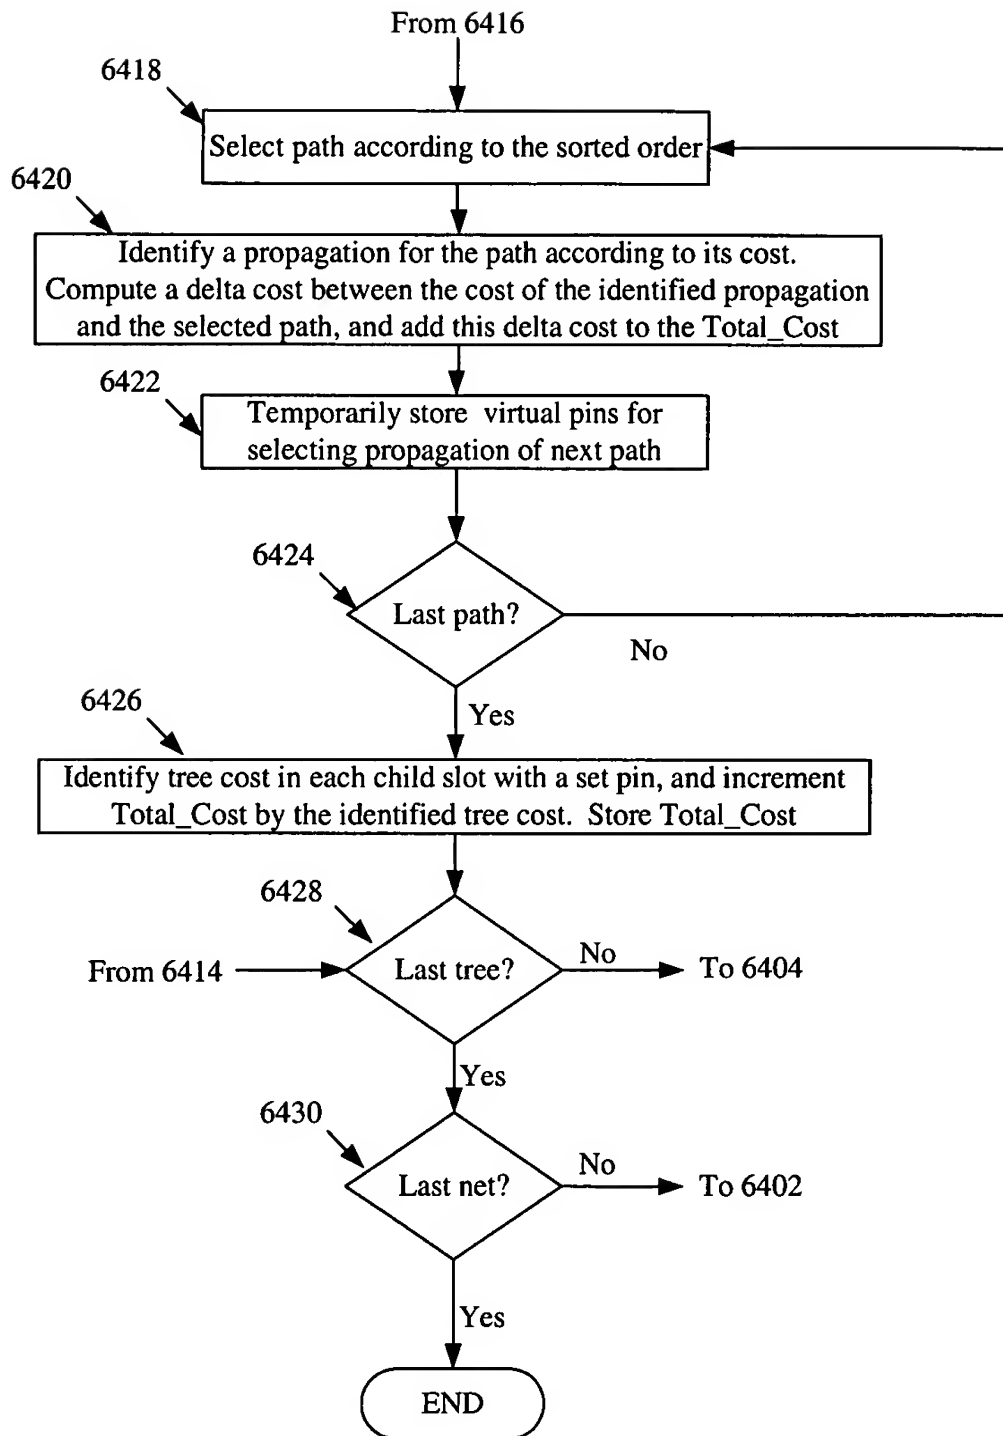 From 6416
6418
Select path according to the sorted order
6420
Identify a propagation for the path according to its cost.
Compute a delta cost between the cost of the identified propagation
and the selected path, and add this delta cost to the Total_Cost
6422
Temporarily store virtual pins for
selecting propagation of next path
6424
Last path?
No
Yes
6426
Identify tree cost in each child slot with a set pin, and increment
Total_Cost by the identified tree cost. Store Total_Cost
6428
From 6414
Last tree?
No
To 6404
Yes
6430
Last net?
No
To 6402
Yes
END